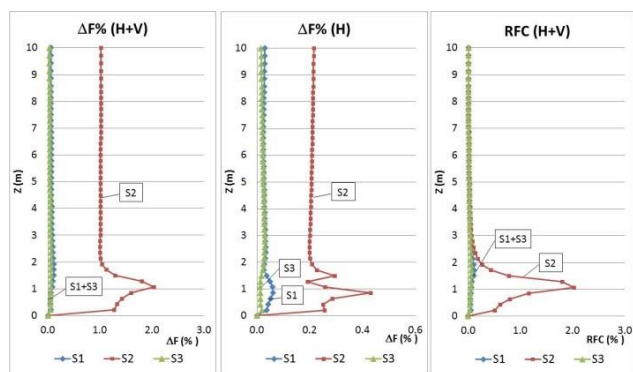 ΔF% (H+V)
10
9
8
7
6
5
4
3
2
1
0
Z (m)
S2
S1+S3
0.0 1.0 2.0 3.0
ΔF (%)
S1 S2 S3
ΔF% (H)
10
9
8
7
6
5
4
3
2
1
0
Z (m)
S2
S3
S1
0.0 0.2 0.4 0.6
ΔF (%)
S1 S2 S3
RFC (H+V)
10
9
8
7
6
5
4
3
2
1
0
Z (m)
S1+S3
S2
0.0 1.0 2.0 3.0
RFC (%)
S1 S2 S3